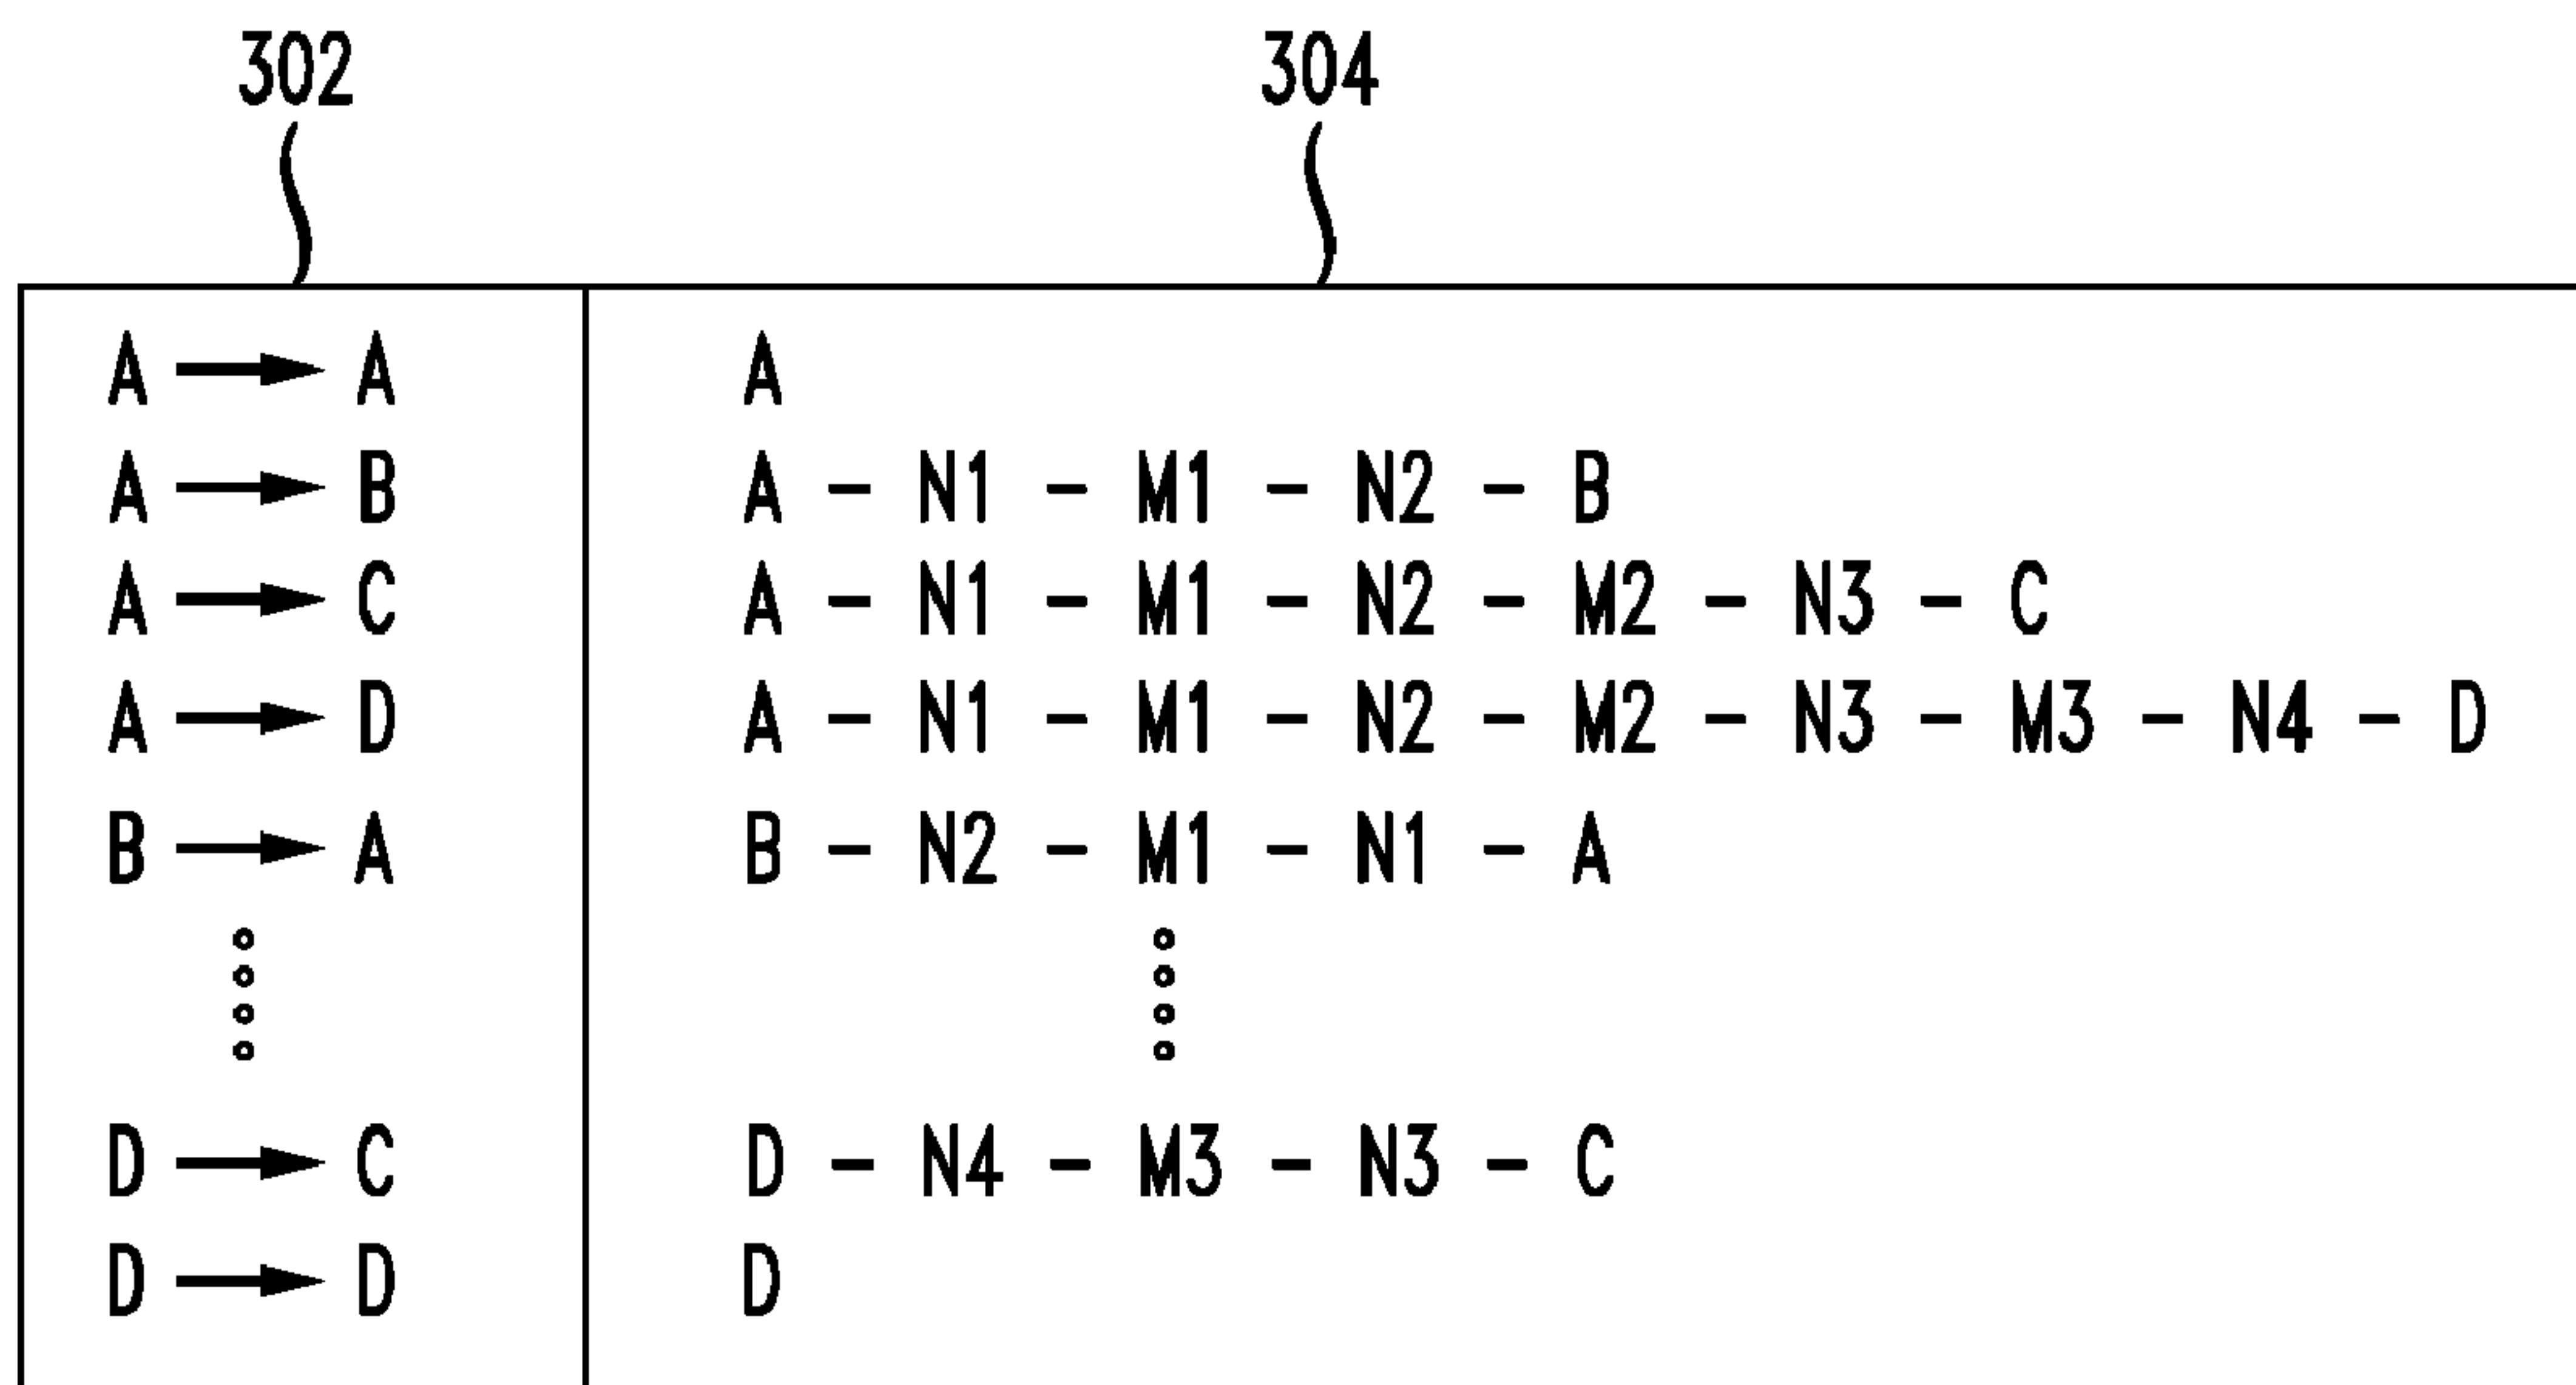 302 304
A → A A
A → B A - N1 - M1 - N2 - B
A → C A - N1 - M1 - N2 - M2 - N3 - C
A → D A - N1 - M1 - N2 - M2 - N3 - M3 - N4 - D
B → A B - N2 - M1 - N1 - A
D → C D - N4 - M3 - N3 - C
D → D D